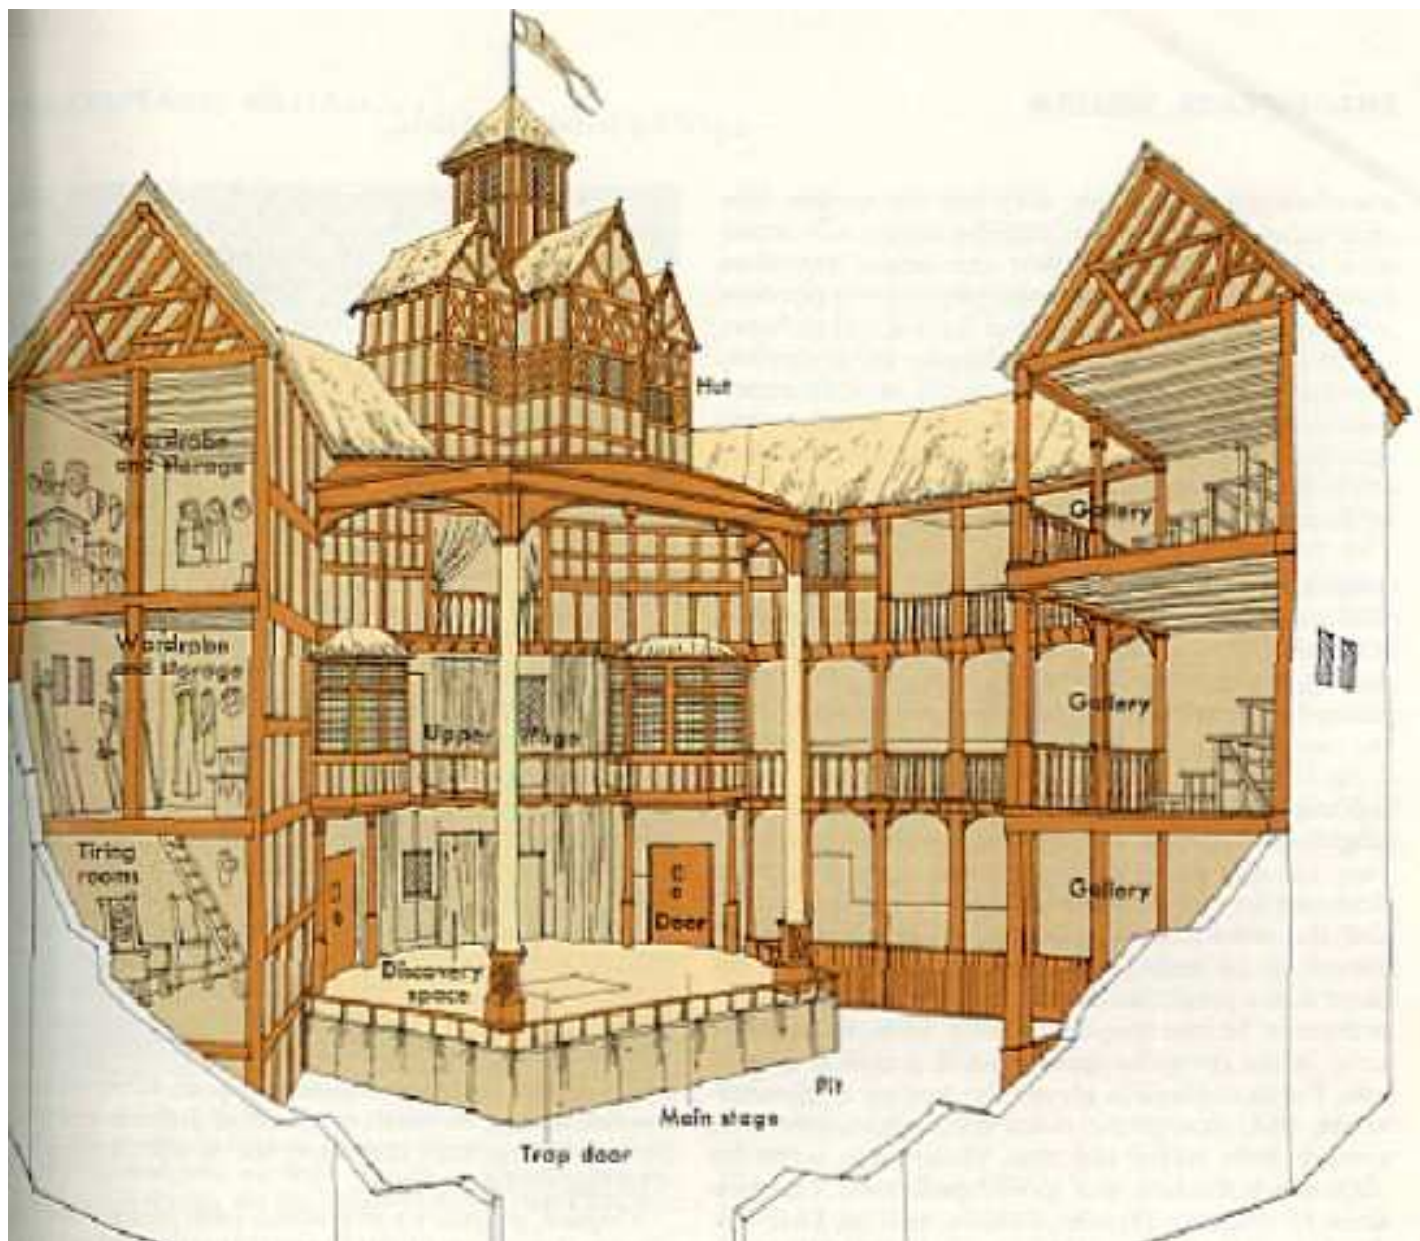 Hut
Wardrobe
and storage
Gallery
Wardrobe
and storage
Gallery
Upper stage
Tiring
rooms
Gallery
Door
Discovery
space
Pit
Main stage
Trap door